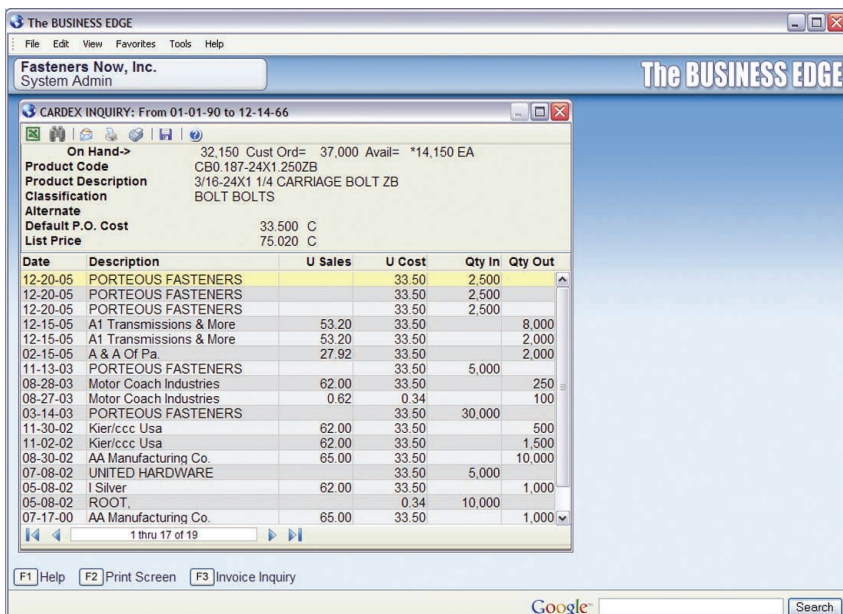 The BUSINESS EDGE
File Edit View Favorites Tools Help
Fasteners Now, Inc.
System Admin
The BUSINESS EDGE
CARDEX INQUIRY: From 01-01-90 to 12-14-66
On Hand-> 32,150 Cust Ord= 37,000 Avail= *14,150 EA
Product Code CB0.187-24X1.250ZB
Product Description 3/16-24X1 1/4 CARRIAGE BOLT ZB
Classification BOLT BOLTS
Alternate
Default P.O. Cost 33.500 C
List Price 75.020 C
Date Description U Sales U Cost Qty In Qty Out
12-20-05 PORTEOUS FASTENERS 33.50 2,500
12-20-05 PORTEOUS FASTENERS 33.50 2,500
12-20-05 PORTEOUS FASTENERS 33.50 2,500
12-15-05 A1 Transmissions & More 53.20 33.50 8,000
12-15-05 A1 Transmissions & More 53.20 33.50 2,000
02-15-05 A & A Of Pa. 27.92 33.50 2,000
11-13-03 PORTEOUS FASTENERS 33.50 5,000
08-28-03 Motor Coach Industries 62.00 33.50 250
08-27-03 Motor Coach Industries 0.62 0.34 100
03-14-03 PORTEOUS FASTENERS 33.50 30,000
11-30-02 Kier/ccc Usa 62.00 33.50 500
11-02-02 Kier/ccc Usa 62.00 33.50 1,500
08-30-02 AA Manufacturing Co. 65.00 33.50 10,000
07-08-02 UNITED HARDWARE 33.50 5,000
05-08-02 I Silver 62.00 33.50 1,000
05-08-02 ROOT, 0.34 10,000
07-17-00 AA Manufacturing Co. 65.00 33.50 1,000
1 thru 17 of 19
F1 Help F2 Print Screen F3 Invoice Inquiry
Google Search